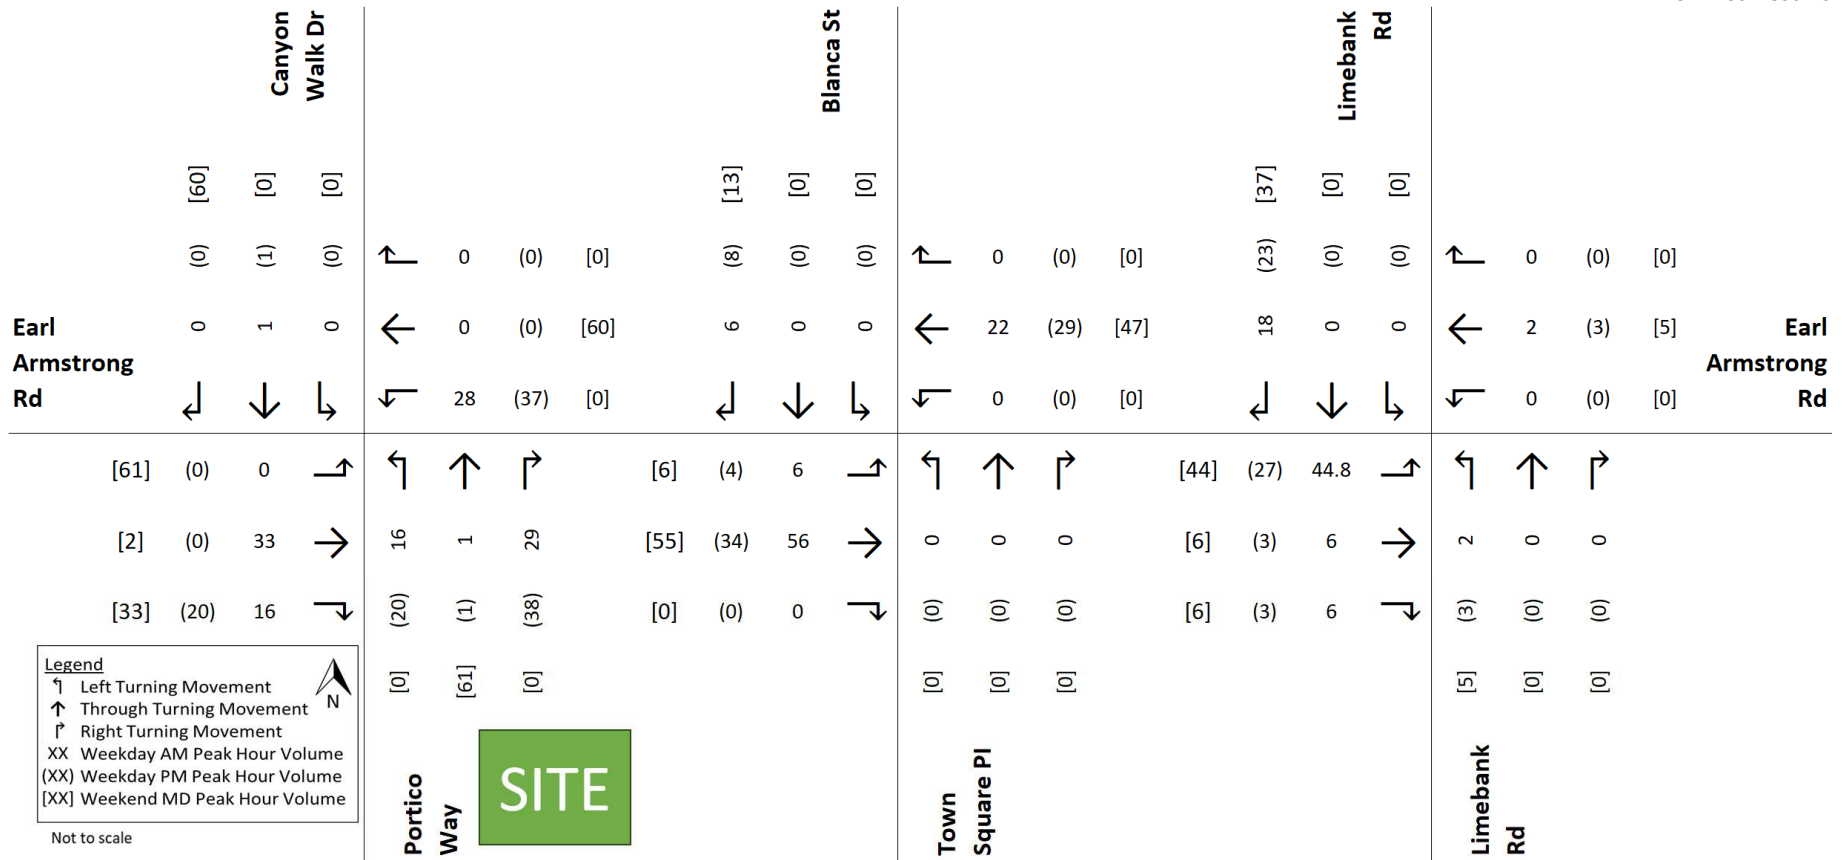 Canyon
Walk Dr
Blanca St
Limebank
Rd
[60] [0] [0]
[13] [0] [0]
[37] [0] [0]
(0) (1) (0)
0 (0) [0]
(8) (0) (0)
0 (0) [0]
(23) (0) (0)
0 (0) [0]
Earl
Armstrong
Rd
0 1 0
0 (0) [60]
6 0 0
22 (29) [47]
18 0 0
2 (3) [5]
Earl
Armstrong
Rd
28 (37) [0]
0 (0) [0]
0 (0) [0]
[61] (0) 0
[6] (4) 6
[44] (27) 44.8
[2] (0) 33
16 1 29
[55] (34) 56
0 0 0
[6] (3) 6
2 0 0
[33] (20) 16
(20) (1) (38)
[0] (0) 0
(0) (0) (0)
[6] (3) 6
(3) (0) (0)
[0] [61] [0]
[0] [0] [0]
[5] [0] [0]
Legend
Left Turning Movement
Through Turning Movement
Right Turning Movement
N
XX Weekday AM Peak Hour Volume
(XX) Weekday PM Peak Hour Volume
[XX] Weekend MD Peak Hour Volume
Not to scale
Portico
Way
SITE
Town
Square Pl
Limebank
Rd